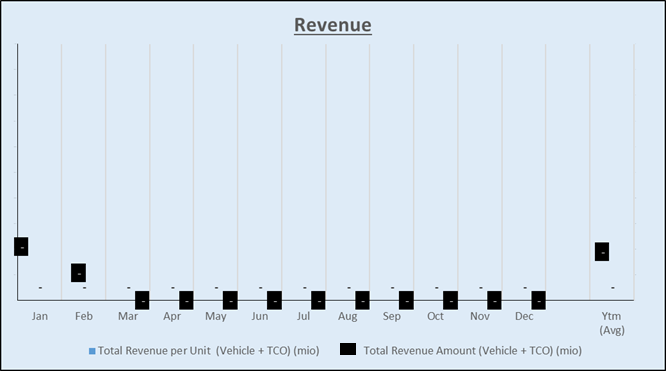 Revenue
-
-
- - - - - - - - - - - - -
- - - - - - - - - - -
Jan Feb Mar Apr May Jun Jul Aug Sep Oct Nov Dec Ytm
(Avg)
Total Revenue per Unit (Vehicle + TCO) (mio) Total Revenue Amount (Vehicle + TCO) (mio)